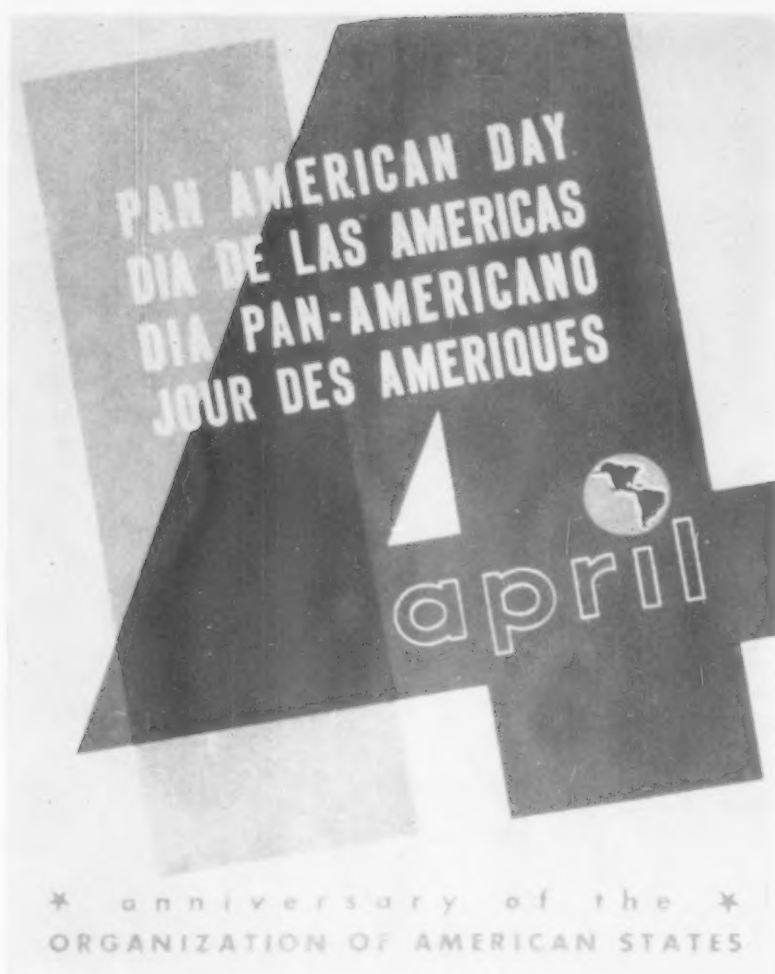 14
PAN AMERICAN DAY
DIA DE LAS AMERICAS
DIA PAN-AMERICANO
JOUR DES AMERIQUES
april
* anniversary of the *
ORGANIZATION OF AMERICAN STATES